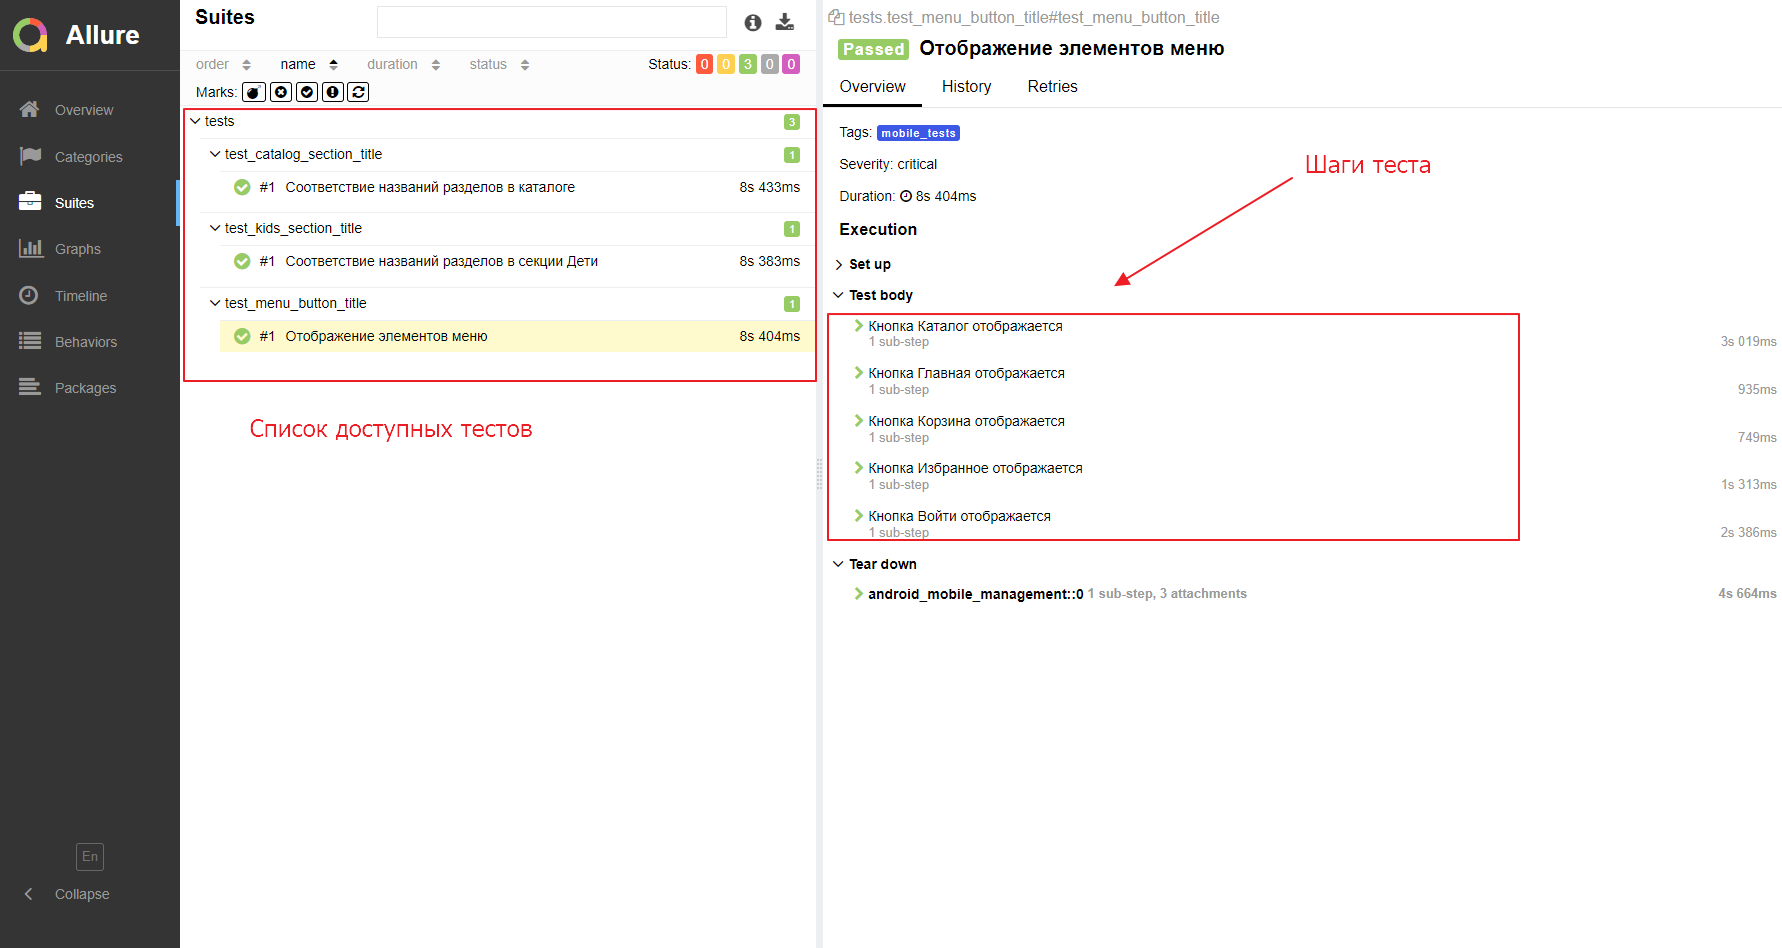 Allure
Overview
Categories
Suites
Graphs
Timeline
Behaviors
Packages
En
Collapse
Suites
order name duration status Status: 0 0 3 0 0
Marks:
tests 3
test_catalog_section_title 1
#1 Соответствие названий разделов в каталоге 8s 433ms
test_kids_section_title 1
#1 Соответствие названий разделов в секции Дети 8s 383ms
test_menu_button_title 1
#1 Отображение элементов меню 8s 404ms
Список доступных тестов
tests.test_menu_button_title#test_menu_button_title
Passed Отображение элементов меню
Overview History Retries
Tags: mobile_tests
Severity: critical
Duration: 8s 404ms
Шаги теста
Execution
Set up
Test body
Кнопка Каталог отображается
1 sub-step 3s 019ms
Кнопка Главная отображается
1 sub-step 935ms
Кнопка Корзина отображается
1 sub-step 749ms
Кнопка Избранное отображается
1 sub-step 1s 313ms
Кнопка Войти отображается
1 sub-step 2s 386ms
Tear down
android_mobile_management::0 1 sub-step, 3 attachments 4s 664ms